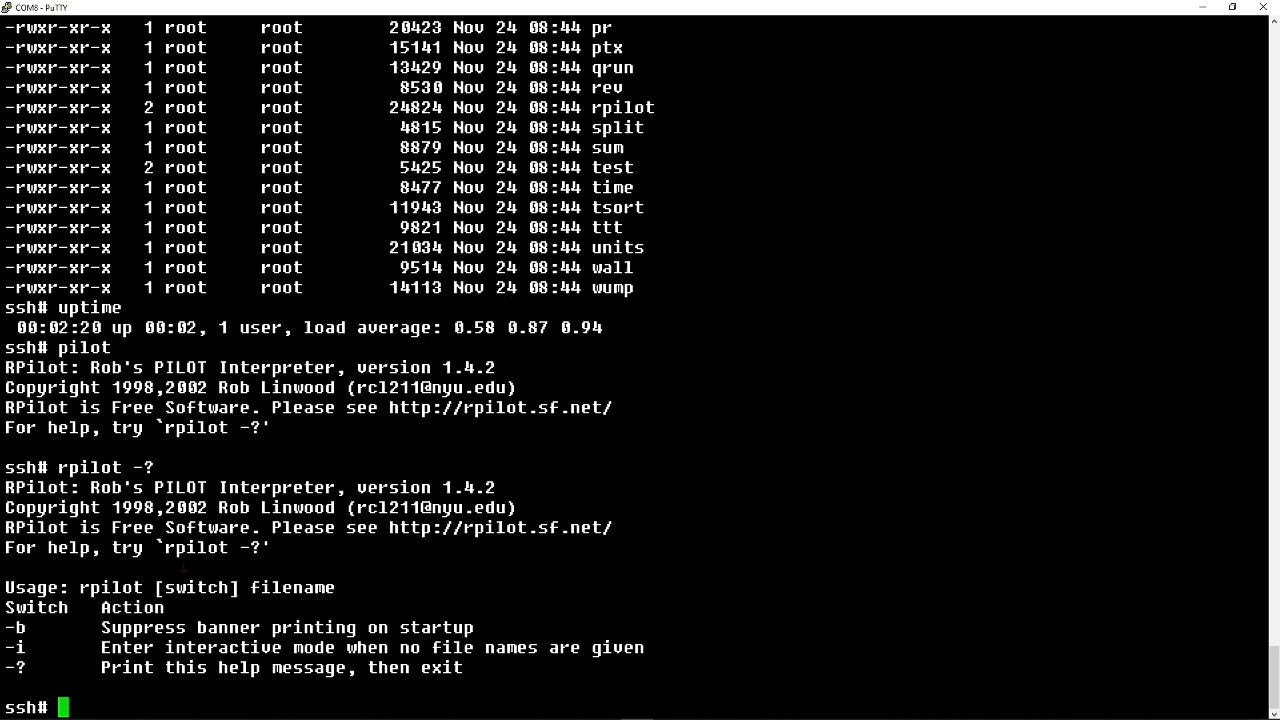 COM8 - PuTTY
-rwxr-xr-x   1 root     root        20423 Nov 24 08:44 pr
-rwxr-xr-x   1 root     root        15141 Nov 24 08:44 ptx
-rwxr-xr-x   1 root     root        13429 Nov 24 08:44 qrun
-rwxr-xr-x   1 root     root         8530 Nov 24 08:44 rev
-rwxr-xr-x   2 root     root        24824 Nov 24 08:44 rpilot
-rwxr-xr-x   1 root     root         4815 Nov 24 08:44 split
-rwxr-xr-x   1 root     root         8879 Nov 24 08:44 sum
-rwxr-xr-x   2 root     root         5425 Nov 24 08:44 test
-rwxr-xr-x   1 root     root         8477 Nov 24 08:44 time
-rwxr-xr-x   1 root     root        11943 Nov 24 08:44 tsort
-rwxr-xr-x   1 root     root         9821 Nov 24 08:44 ttt
-rwxr-xr-x   1 root     root        21034 Nov 24 08:44 units
-rwxr-xr-x   1 root     root         9514 Nov 24 08:44 wall
-rwxr-xr-x   1 root     root        14113 Nov 24 08:44 wump
ssh# uptime
 00:02:20 up 00:02, 1 user, load average: 0.58 0.87 0.94
ssh# pilot
RPilot: Rob's PILOT Interpreter, version 1.4.2
Copyright 1998,2002 Rob Linwood (rcl211@nyu.edu)
RPilot is Free Software. Please see http://rpilot.sf.net/
For help, try `rpilot -?'
ssh# rpilot -?
RPilot: Rob's PILOT Interpreter, version 1.4.2
Copyright 1998,2002 Rob Linwood (rcl211@nyu.edu)
RPilot is Free Software. Please see http://rpilot.sf.net/
For help, try `rpilot -?'
Usage: rpilot [switch] filename
Switch   Action
-b       Suppress banner printing on startup
-i       Enter interactive mode when no file names are given
-?       Print this help message, then exit
ssh#